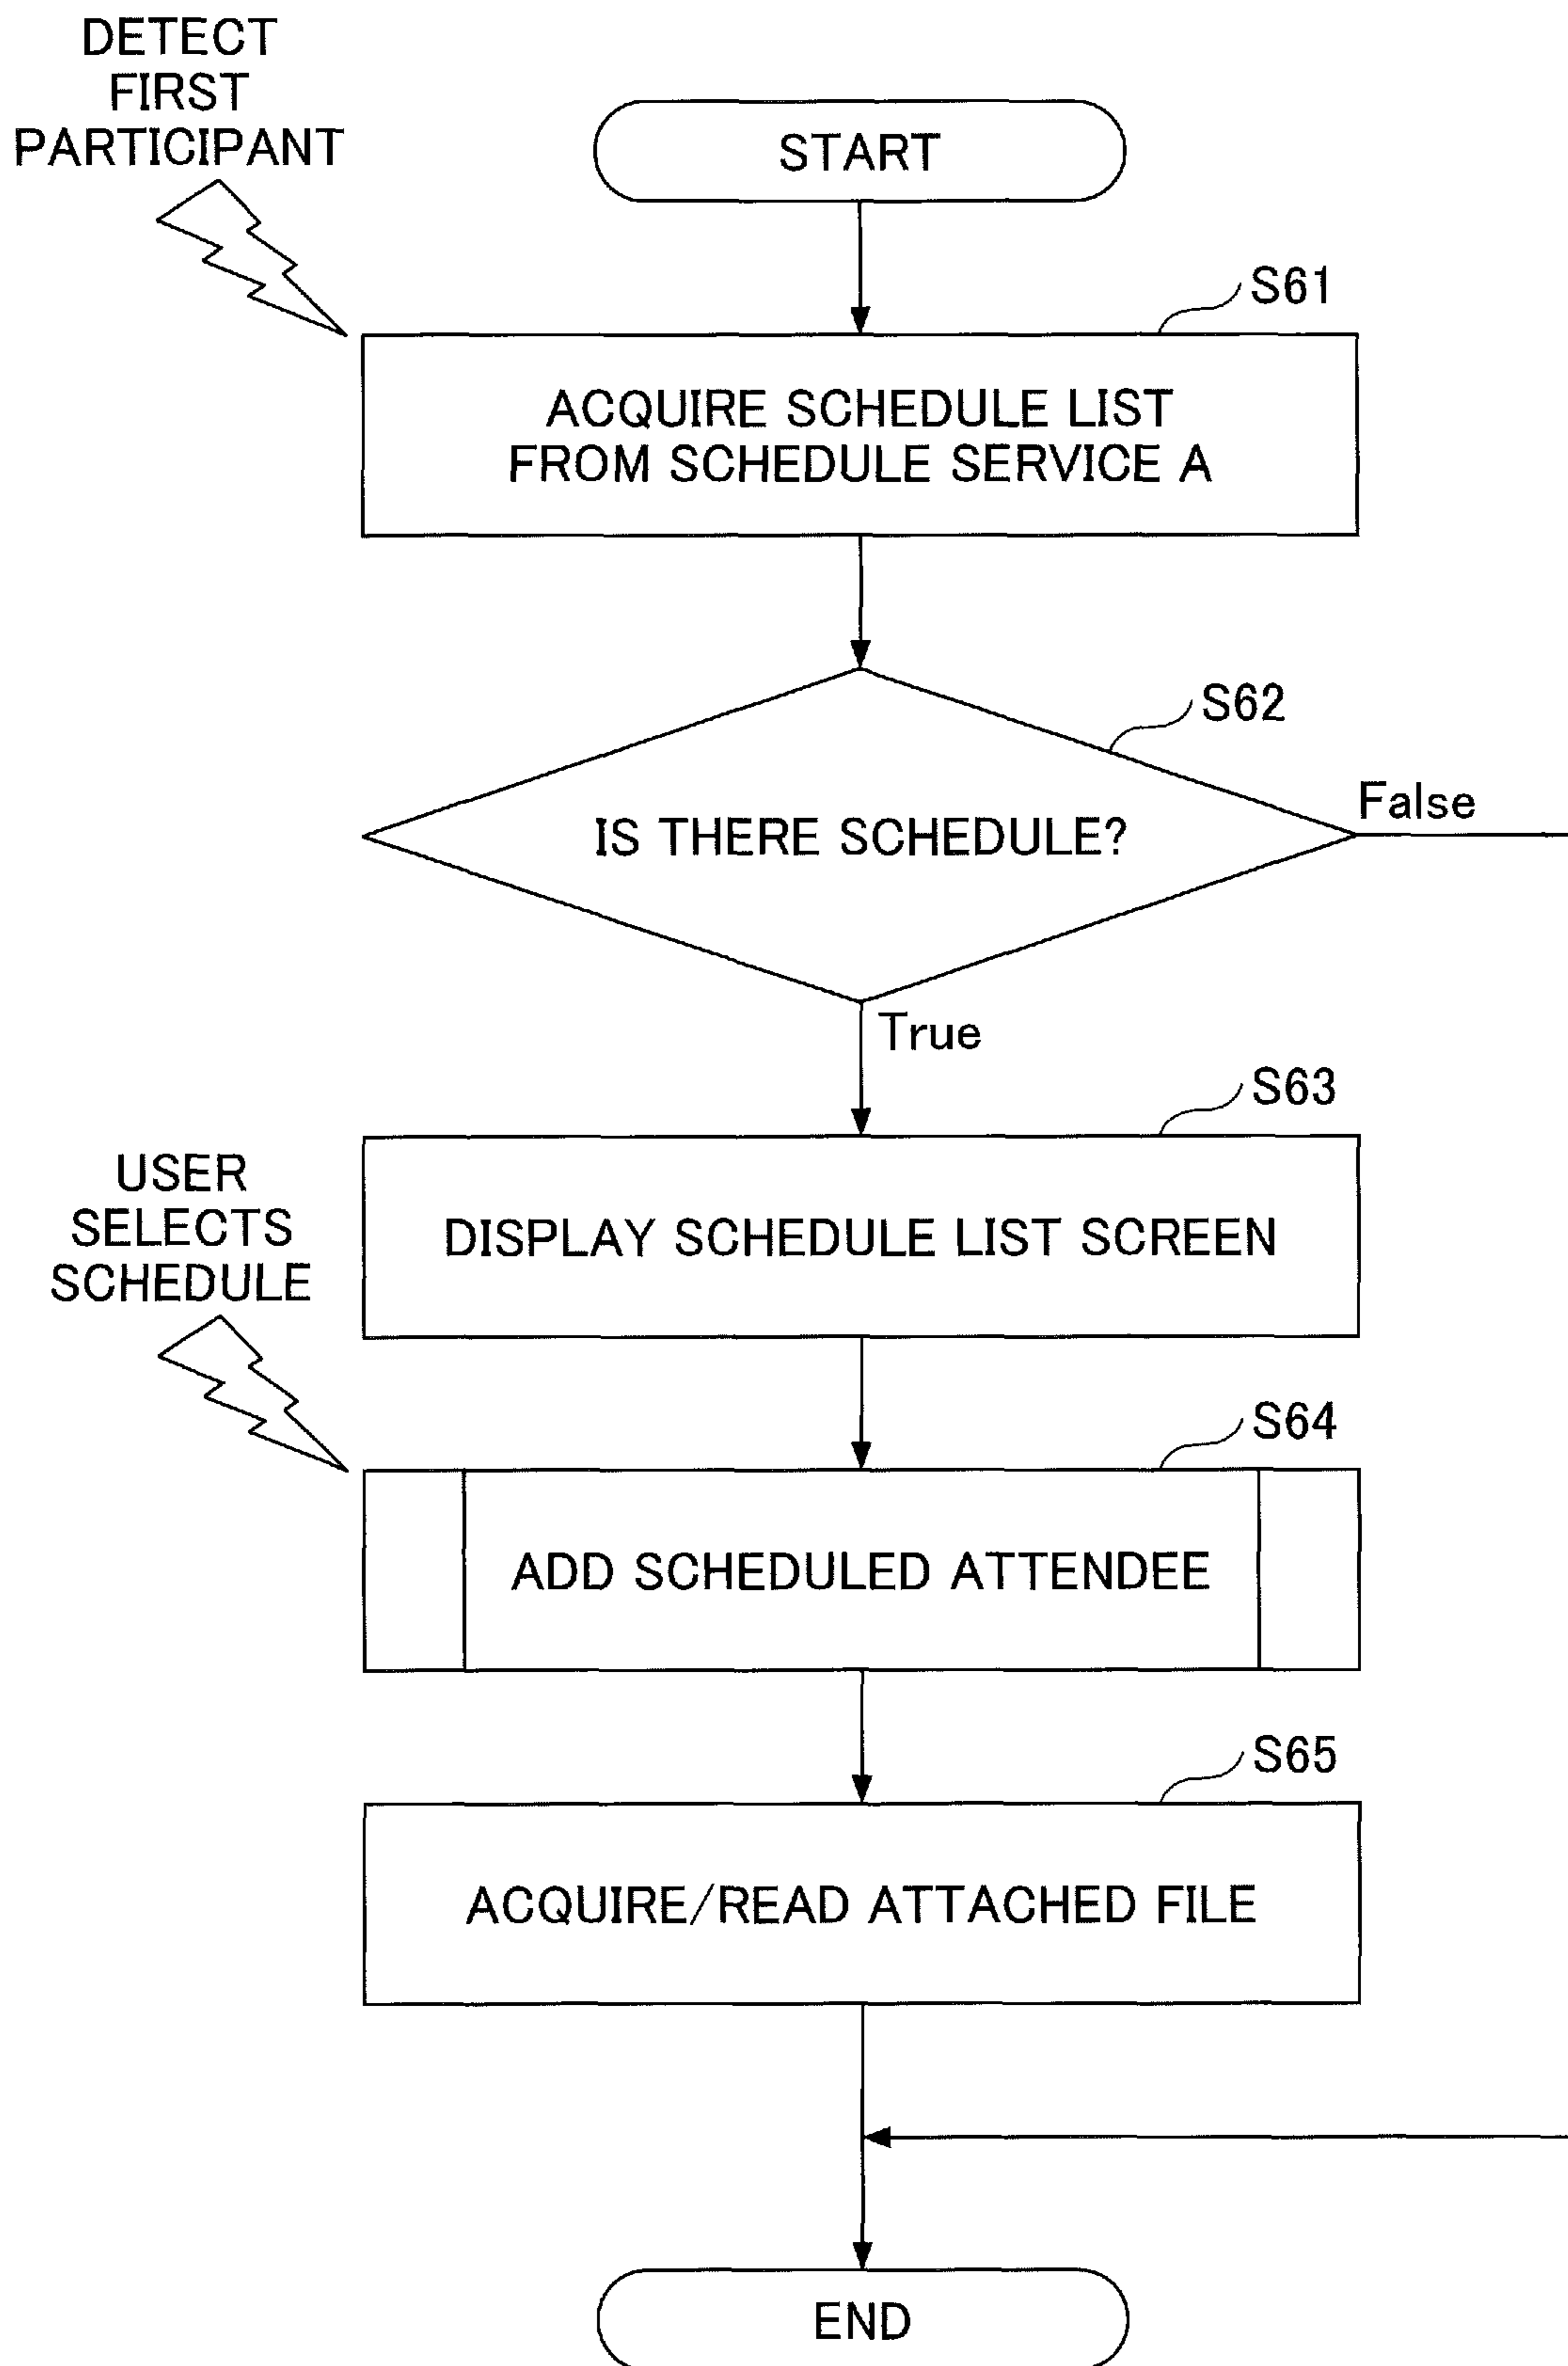 DETECT
FIRST
PARTICIPANT
START
S61
ACQUIRE SCHEDULE LIST
FROM SCHEDULE SERVICE A
S62
IS THERE SCHEDULE?
False
True
S63
USER
SELECTS
SCHEDULE
DISPLAY SCHEDULE LIST SCREEN
S64
ADD SCHEDULED ATTENDEE
S65
ACQUIRE/READ ATTACHED FILE
END